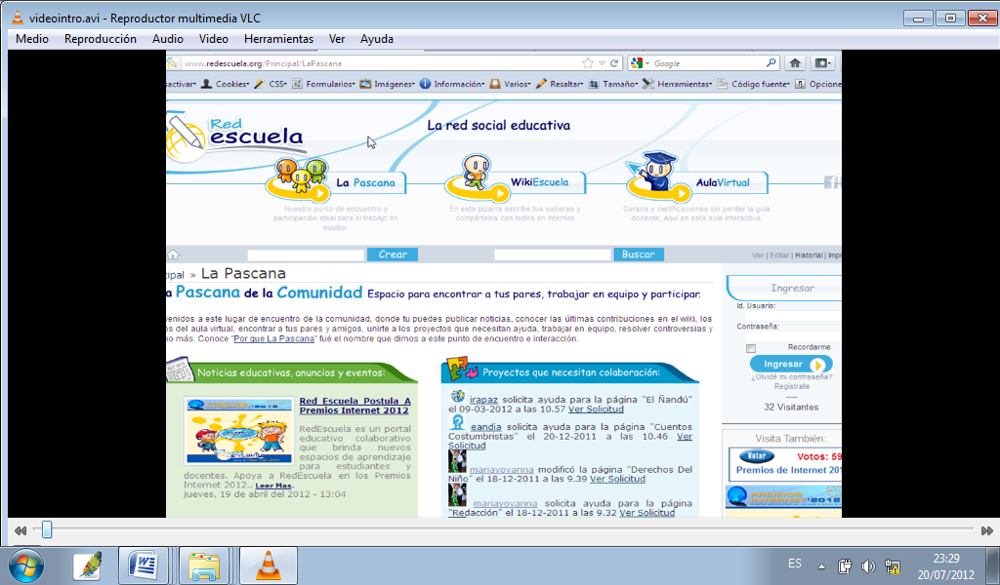 videointro.avi - Reproductor multimedia VLC
Medio Reproducción Audio Video Herramientas Ver Ayuda
www.redescuela.org/Principal/LaPascana
Google
sactivar Cookies CSS Formularios Imágenes Información Varios Resaltar Tamaño Herramientas Código fuente Opcione
Red
escuela
La red social educativa
La Pascana
WikiEscuela
AulaVirtual
Nuestro punto de encuentro y
participación ideal para el trabajo en
equipo.
En esta pizarra escribe tus saberes y
compártelos con todos en internet.
Cursos y certificaciones sin perder la guia
docente, aquí en esta aula interactiva.
Crear
Buscar
Ver | Editar | Historial | Impr
cipal » La Pascana
a Pascana de la Comunidad Espacio para encontrar a tus pares, trabajar en equipo y participar.
venidos a este lugar de encuentro de la comunidad, donde tu puedes publicar noticias, conocer las últimas contribuciones en el wiki, los
os del aula virtual, encontrar a tus pares y amigos, unirte a los proyectos que necesitan ayuda, trabajar en equipo, resolver controversias y
ho más. Conoce "Por que La Pascana" fué el nombre que dimos a este punto de encuentro e interacción.
NEWS
Noticias educativas, anuncios y eventos:
Red Escuela Postula A
Premios Internet 2012
RedEscuela es un portal
educativo colaborativo
que brinda nuevos
espacios de aprendizaje
para estudiantes y
docentes. Apoya a RedEscuela en los Premios
Internet 2012.. Leer Mas.
jueves, 19 de abril del 2012 - 13:04
Proyectos que necesitan colaboración:
irapaz solicita ayuda para la página "El Ñandú"
el 09-03-2012 a las 10.57 Ver Solicitud
eandia solicita ayuda para la página "Cuentos
Costumbristas" el 20-12-2011 a las 10.46 Ver
Solicitud
mariavovanna modificó la página "Derechos Del
Niño" el 18-12-2011 a las 9.39 Ver Solicitud
mariavovanna solicita ayuda para la página
"Redacción" el 18-12-2011 a las 9.32 Ver Solicitud
Ingresar
Id. Usuario:
Contraseña:
Recordarme
Ingresar
¿Olvidé mi contraseña?
Regístrate
----
32 Visitantes
Visita También:
Votar Votos: 59
Premios de Internet 201
PREMIOS
INTERNET'2012
ES
23:29
20/07/2012